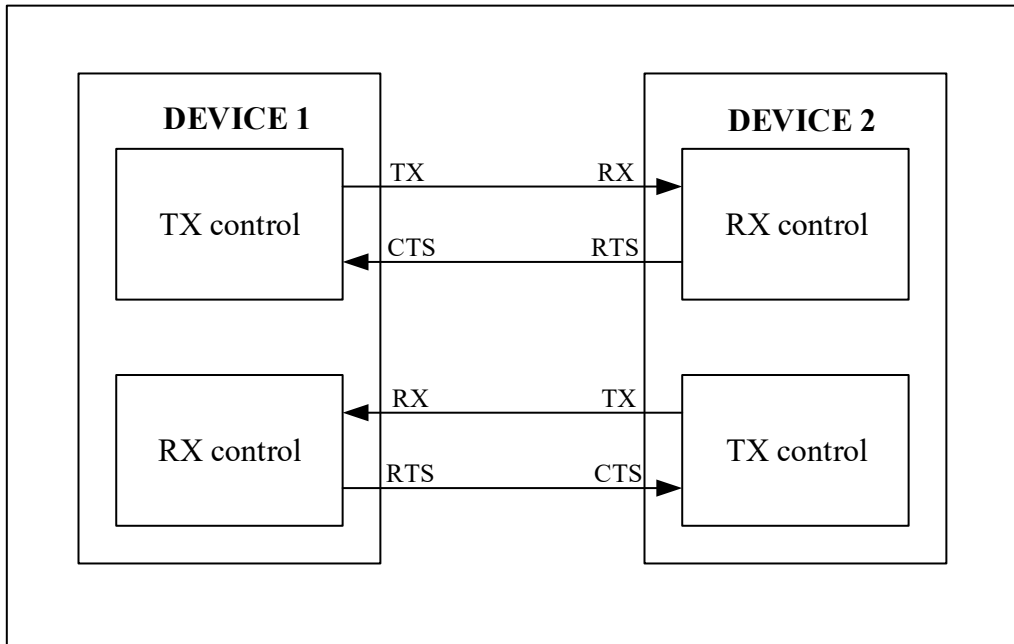 DEVICE 1
DEVICE 2
TX
RX
TX control
RX control
CTS
RTS
RX
TX
RX control
TX control
RTS
CTS